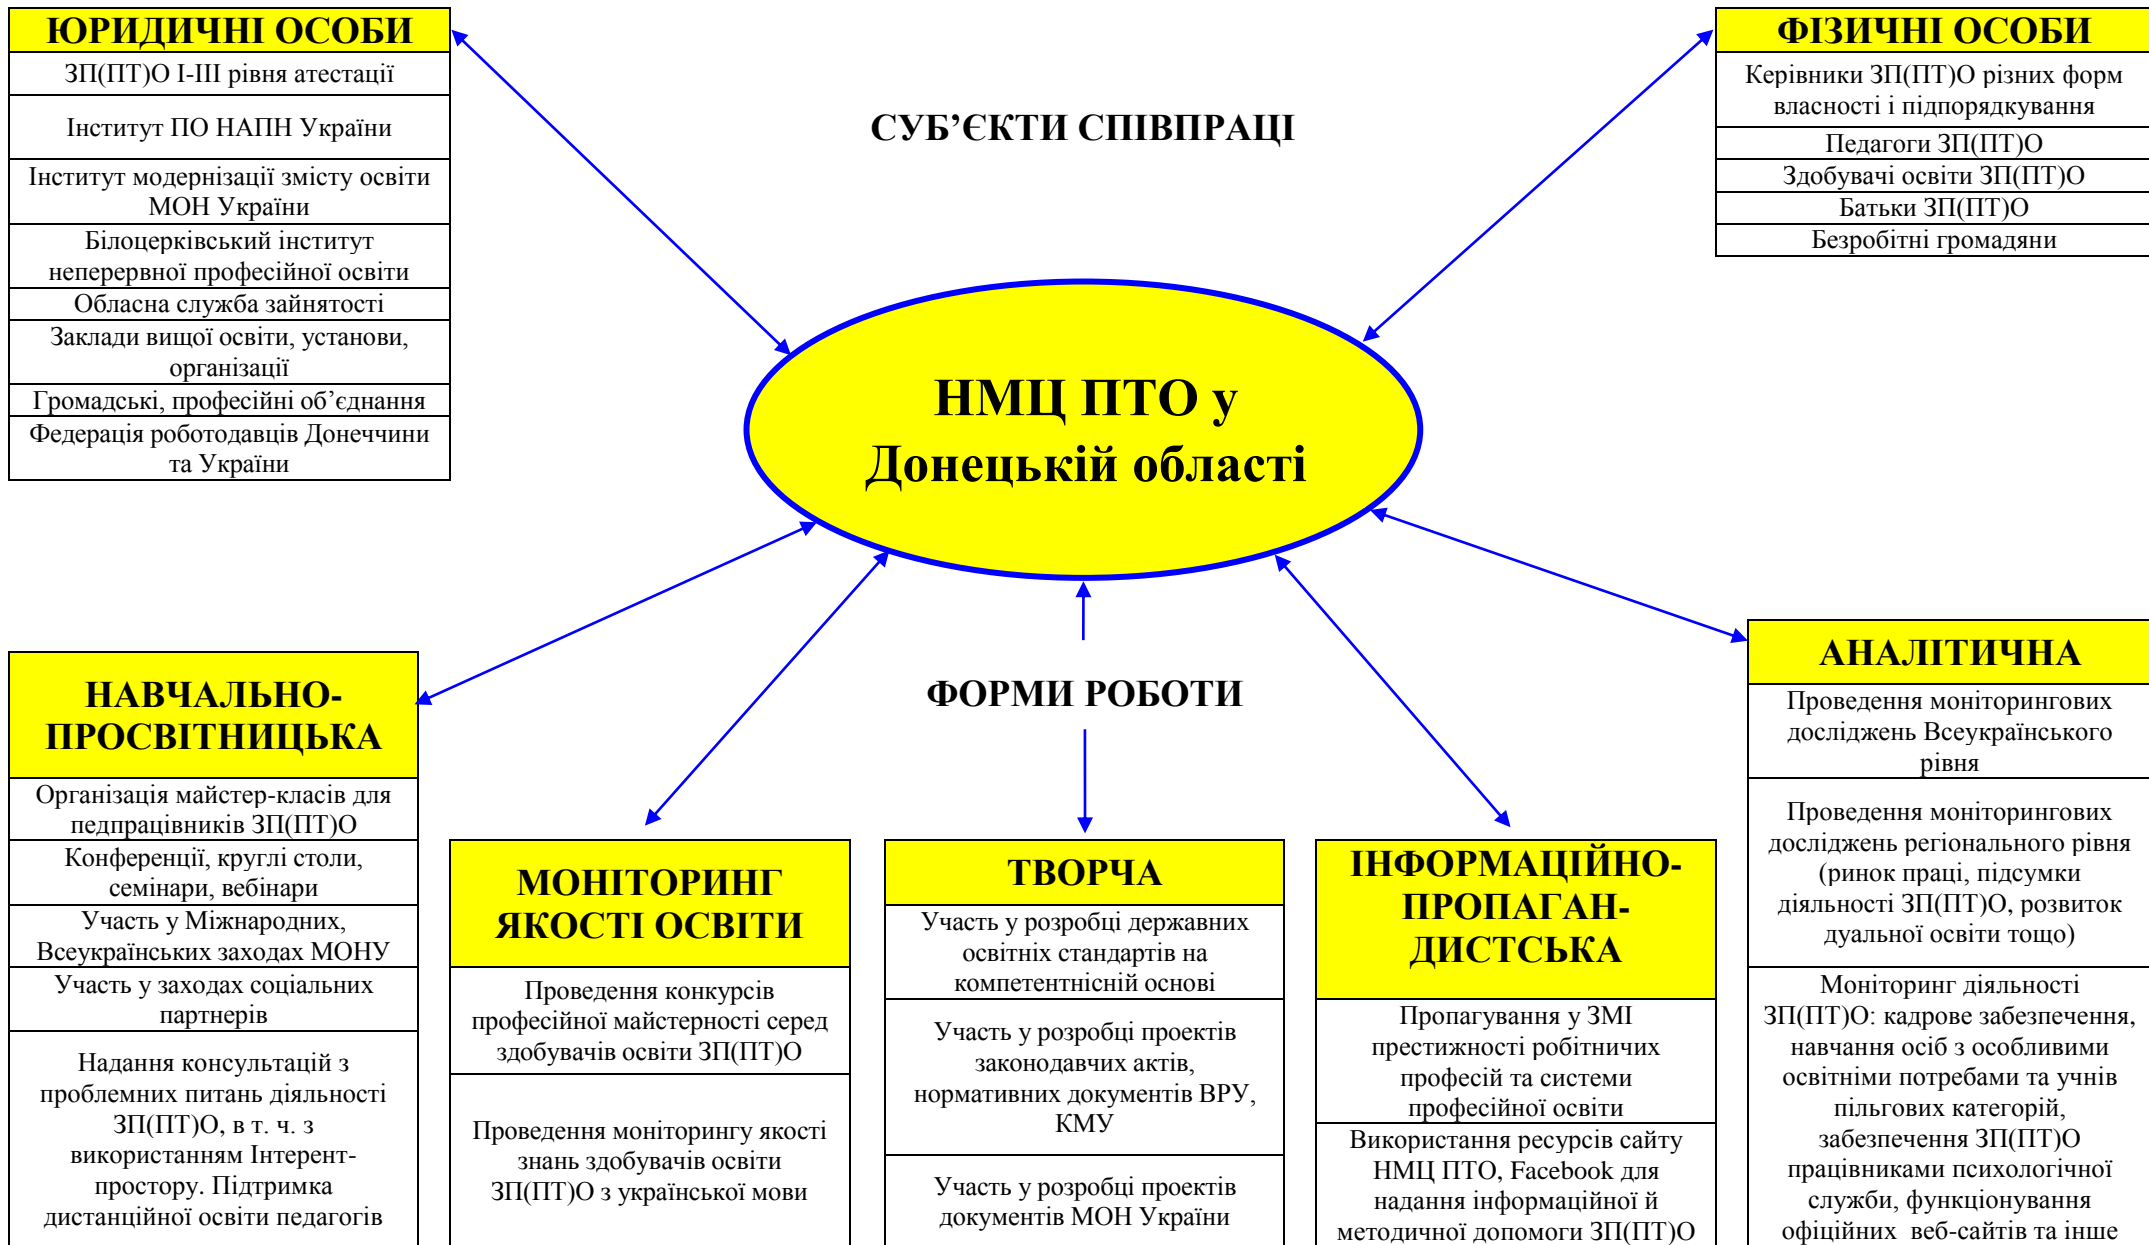 ЮРИДИЧНІ ОСОБИ
ЗП(ПТ)О І-ІІІ рівня атестації
Інститут ПО НАПН України
Інститут модернізації змісту освіти
МОН України
Білоцерківський інститут
неперервної професійної освіти
Обласна служба зайнятості
Заклади вищої освіти, установи,
організації
Громадські, професійні об’єднання
Федерація роботодавців Донеччини
та України
СУБ’ЄКТИ СПІВПРАЦІ
ФІЗИЧНІ ОСОБИ
Керівники ЗП(ПТ)О різних форм
власності і підпорядкування
Педагоги ЗП(ПТ)О
Здобувачі освіти ЗП(ПТ)О
Батьки ЗП(ПТ)О
Безробітні громадяни
НМЦ ПТО у
Донецькій області
ФОРМИ РОБОТИ
НАВЧАЛЬНО-
ПРОСВІТНИЦЬКА
Організація майстер-класів для
педпрацівників ЗП(ПТ)О
Конференції, круглі столи,
семінари, вебінари
Участь у Міжнародних,
Всеукраїнських заходах МОНУ
Участь у заходах соціальних
партнерів
Надання консультацій з
проблемних питань діяльності
ЗП(ПТ)О, в т. ч. з
використанням Інтерент-
простору. Підтримка
дистанційної освіти педагогів
МОНІТОРИНГ
ЯКОСТІ ОСВІТИ
Проведення конкурсів
професійної майстерності серед
здобувачів освіти ЗП(ПТ)О
Проведення моніторингу якості
знань здобувачів освіти
ЗП(ПТ)О з української мови
ТВОРЧА
Участь у розробці державних
освітніх стандартів на
компетентнісній основі
Участь у розробці проектів
законодавчих актів,
нормативних документів ВРУ,
КМУ
Участь у розробці проектів
документів МОН України
ІНФОРМАЦІЙНО-
ПРОПАГАН-
ДИСТСЬКА
Пропагування у ЗМІ
престижності робітничих
професій та системи
професійної освіти
Використання ресурсів сайту
НМЦ ПТО, Facebook для
надання інформаційної й
методичної допомоги ЗП(ПТ)О
АНАЛІТИЧНА
Проведення моніторингових
досліджень Всеукраїнського
рівня
Проведення моніторингових
досліджень регіонального рівня
(ринок праці, підсумки
діяльності ЗП(ПТ)О, розвиток
дуальної освіти тощо)
Моніторинг діяльності
ЗП(ПТ)О: кадрове забезпечення,
навчання осіб з особливими
освітніми потребами та учнів
пільгових категорій,
забезпечення ЗП(ПТ)О
працівниками психологічної
служби, функціонування
офіційних веб-сайтів та інше